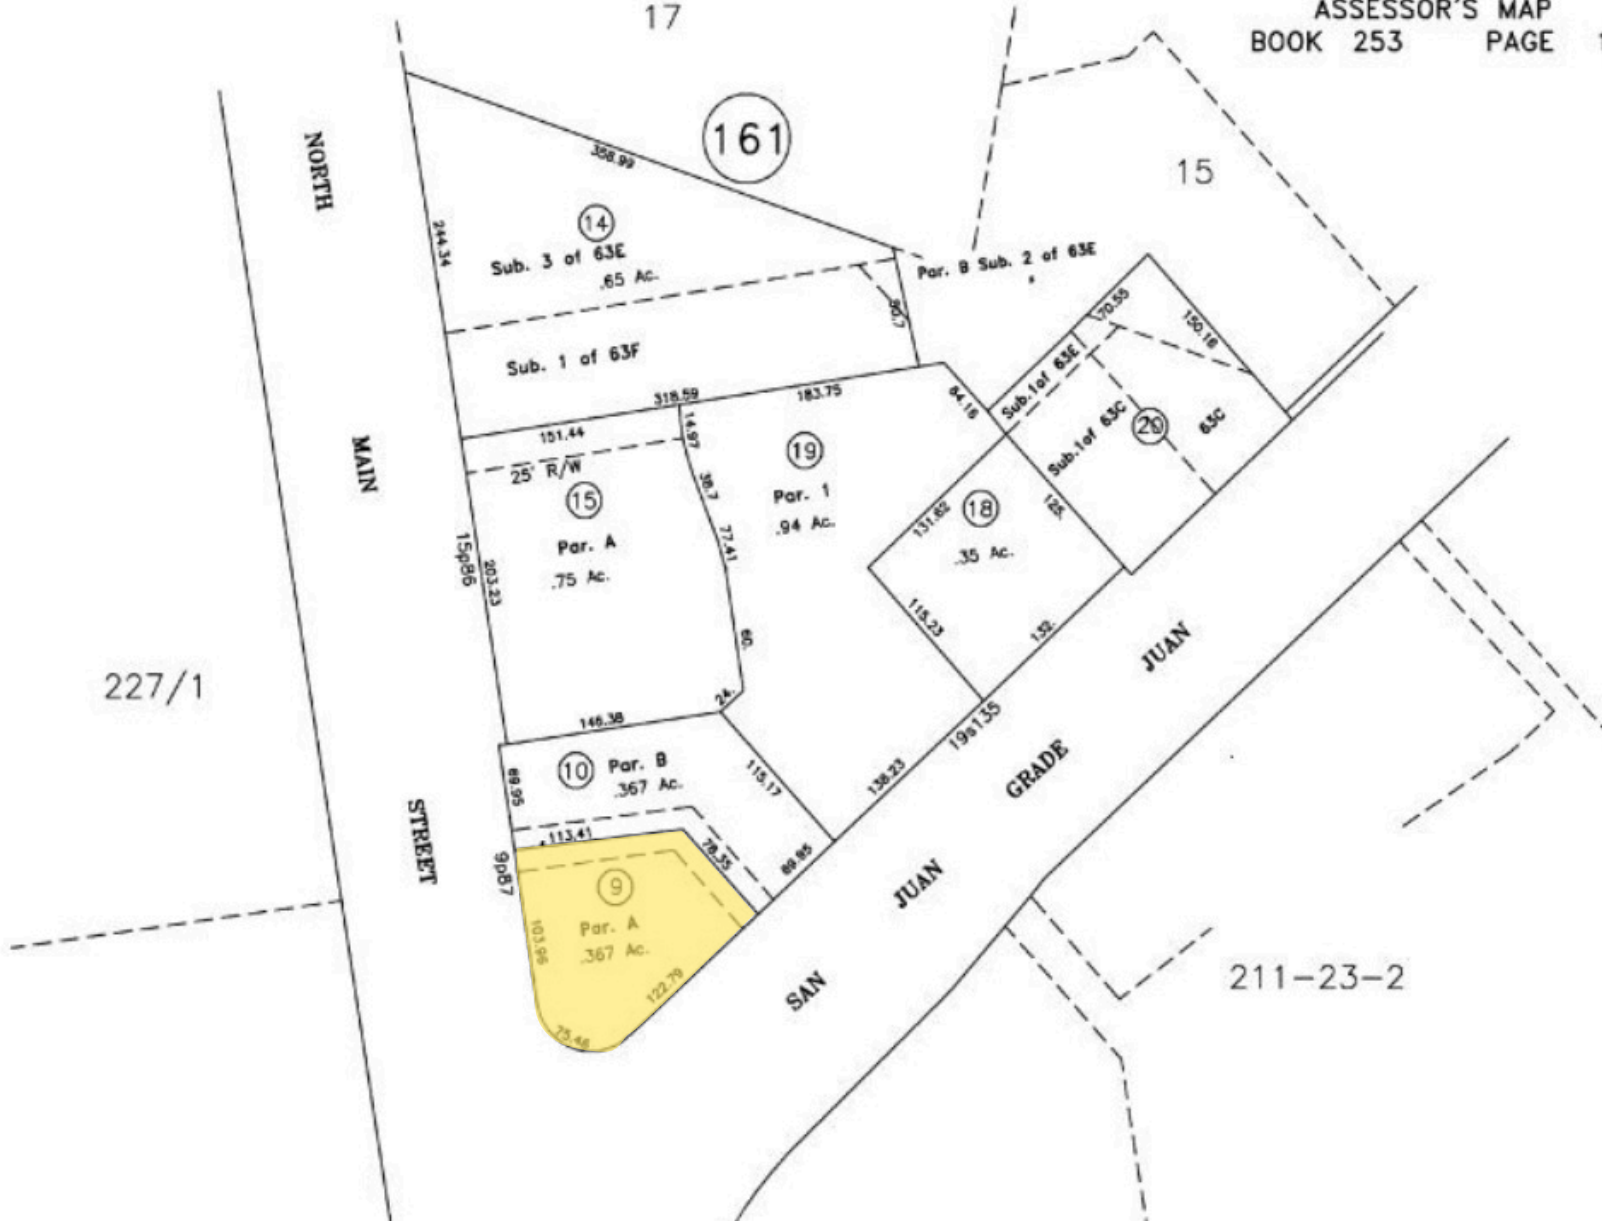 17
ASSESSOR'S MAP
BOOK 253 PAGE
161
15
NORTH
358.99
14
Sub. 3 of 63E
.65 Ac.
244.34
Par. B Sub. 2 of 63E
70.55
150.16
Sub. 1 of 63F
318.59
183.75
84.16
Sub.1of 63E
Sub.1of 63C
20
63C
151.44
14.97
25' R/W
MAIN
15
Par. A
.75 Ac.
38.7
77.41
60.
24.
19
Par. 1
.94 Ac.
131.62
18
.35 Ac.
125.
115.23
132.
15p86
203.23
227/1
146.38
10
Par. B
.367 Ac.
69.95
115.17
138.23
19s135
JUAN
GRADE
STREET
113.41
78.35
89.95
9p87
9
Par. A
.367 Ac.
103.96
122.79
75.46
JUAN
SAN
211-23-2